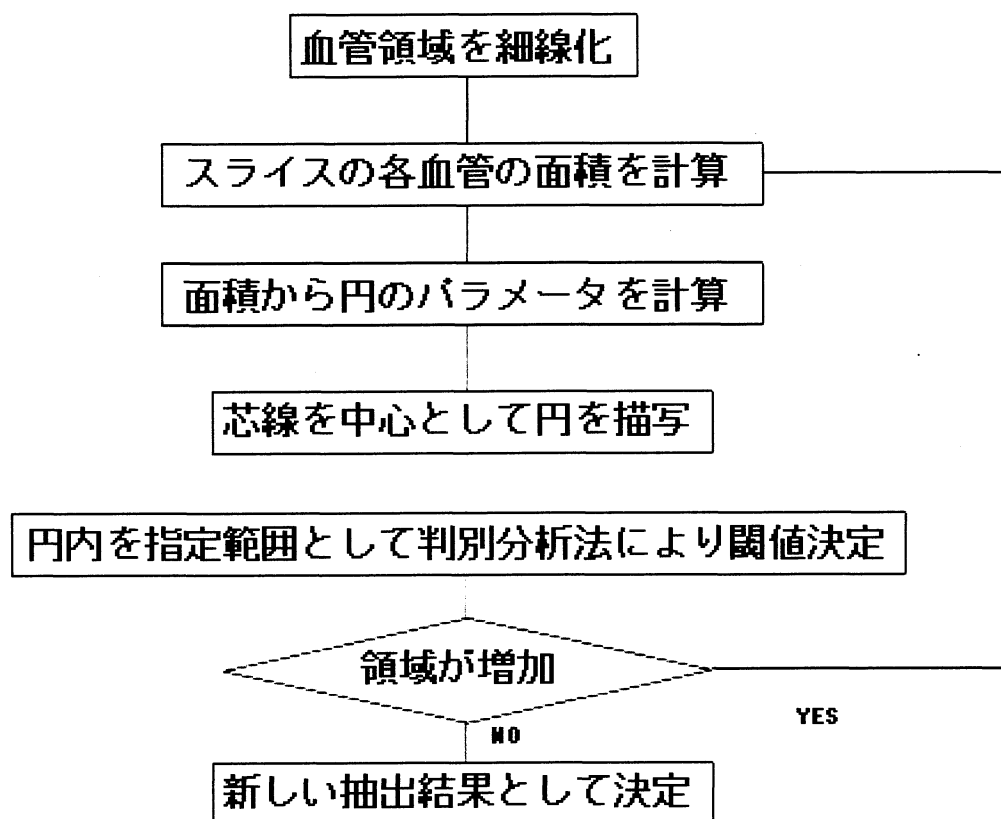 血管領域を細線化
スライスの各血管の面積を計算
面積から円のパラメータを計算
芯線を中心として円を描写
円内を指定範囲として判別分析法により閾値決定
領域が増加
YES
NO
新しい抽出結果として決定